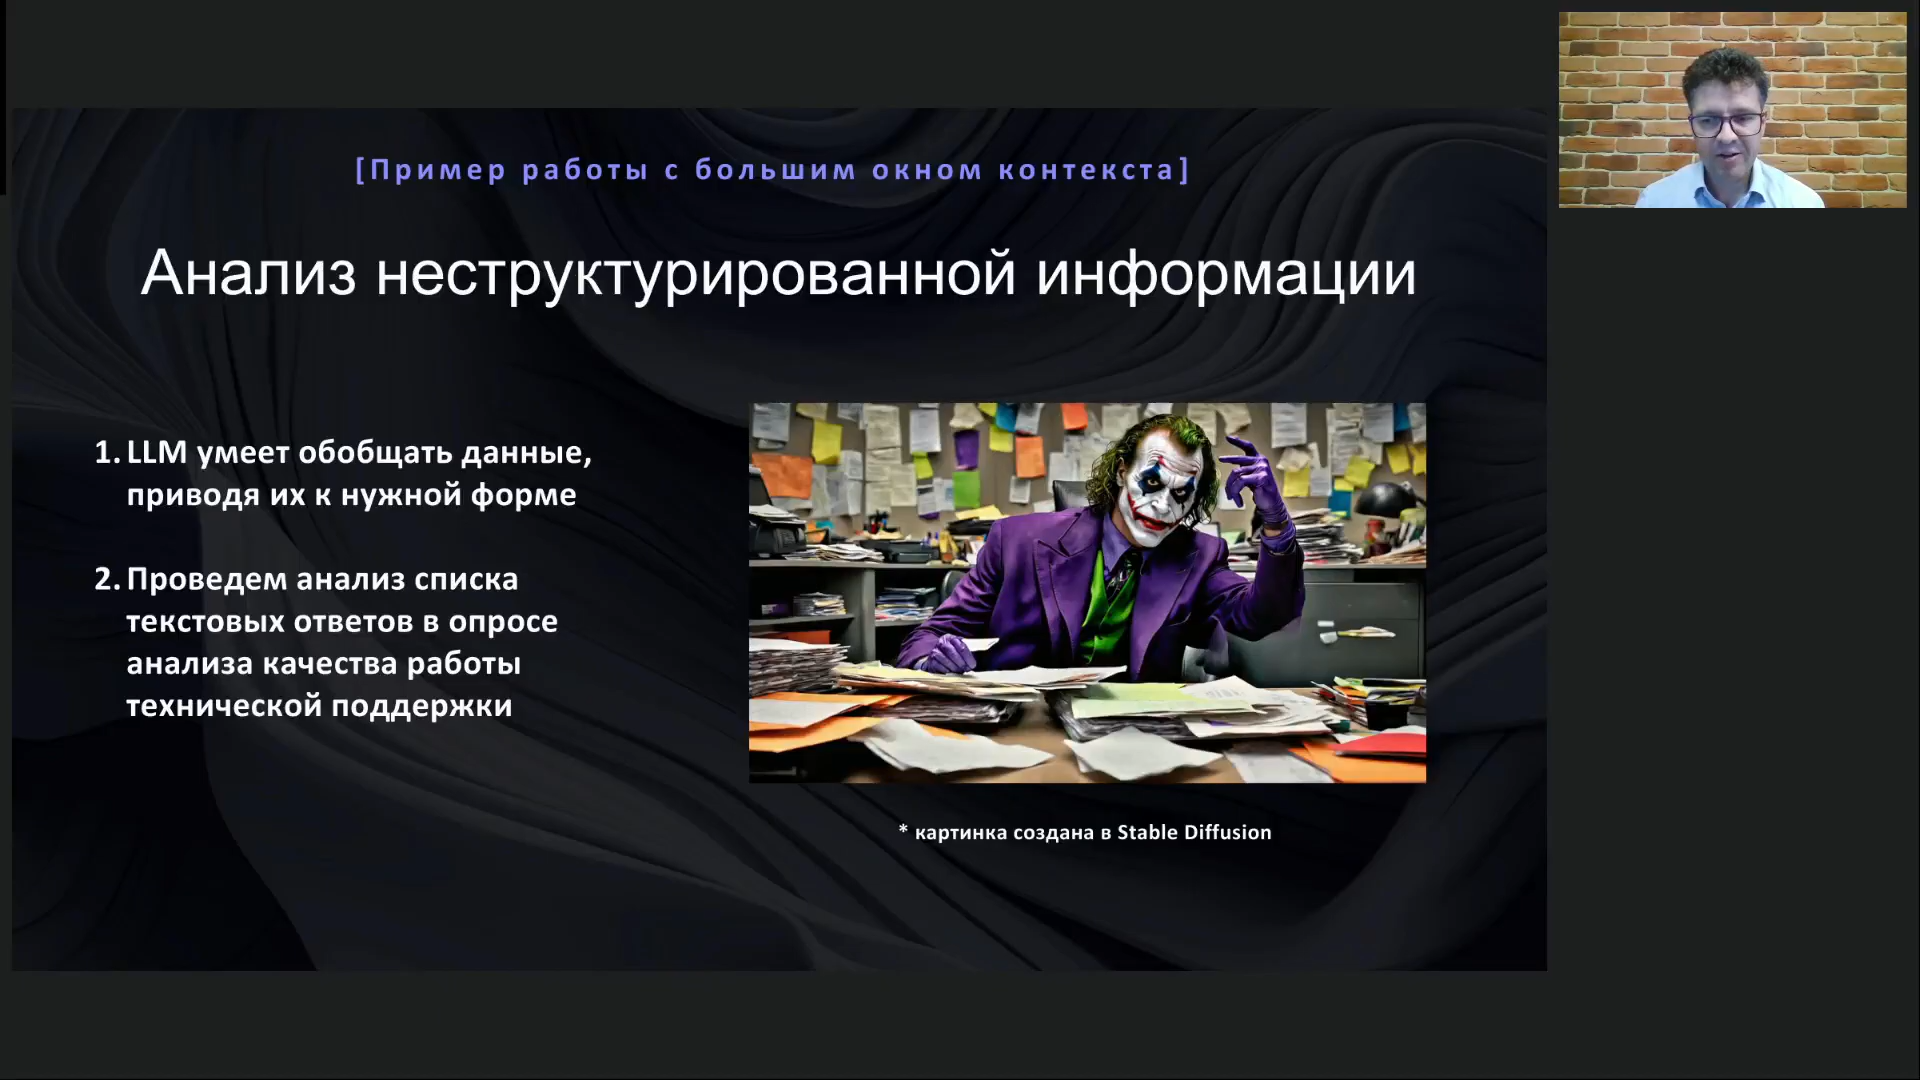 [Пример работы с большим окном контекста]
Анализ неструктурированной информации
1. LLM умеет обобщать данные,
приводя их к нужной форме
2. Проведем анализ списка
текстовых ответов в опросе
анализа качества работы
технической поддержки
* картинка создана в Stable Diffusion